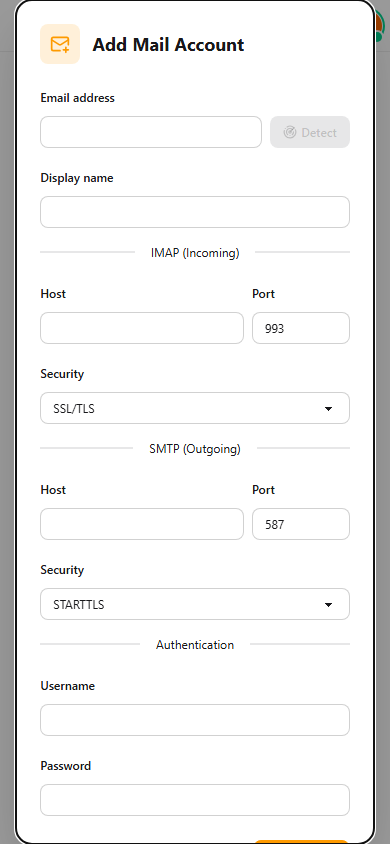 Add Mail Account
Email address
Detect
Display name
IMAP (Incoming)
Host Port
993
Security
SSL/TLS
SMTP (Outgoing)
Host Port
587
Security
STARTTLS
Authentication
Username
Password